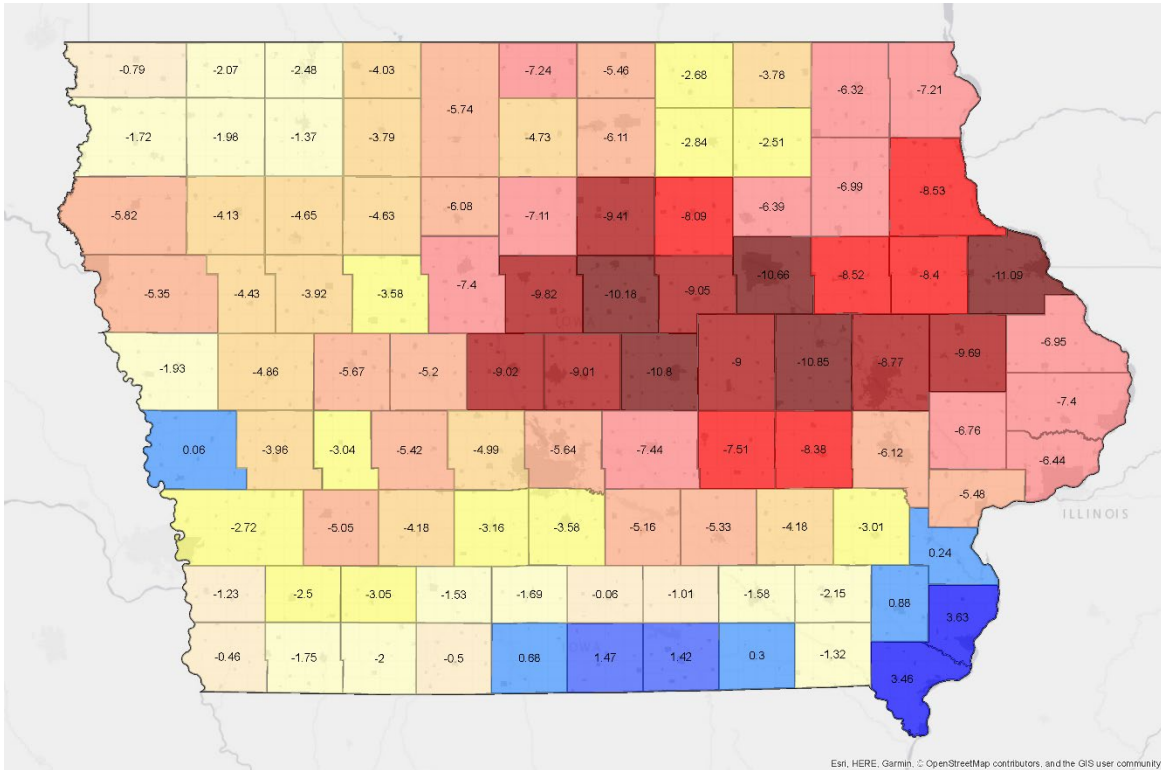 -0.79 -2.07 -2.48 -4.03 -5.74 -7.24 -5.46 -2.68 -3.78 -6.32 -7.21
-1.72 -1.98 -1.37 -3.79 -4.73 -6.11 -2.84 -2.51
-5.82 -4.13 -4.65 -4.63 -6.08 -7.11 -9.41 -8.09 -6.39 -6.99 -8.53
-5.35 -4.43 -3.92 -3.58 -7.4 -9.82 -10.18 -9.05 -10.66 -8.52 -8.4 -11.09
-1.93 -4.86 -5.67 -5.2 -9.02 -9.01 -10.8 -9 -10.85 -8.77 -9.69 -6.95
-7.4
0.06 -3.96 -3.04 -5.42 -4.99 -5.64 -7.44 -7.51 -8.38 -6.12 -6.76 -6.44
-2.72 -5.05 -4.18 -3.16 -3.58 -5.16 -5.33 -4.18 -3.01 -5.48
ILLINOIS
0.24
-1.23 -2.5 -3.05 -1.53 -1.69 -0.06 -1.01 -1.58 -2.15 0.88 3.63
-0.46 -1.75 -2 -0.5 0.68 1.47 1.42 0.3 -1.32 3.46
Esri, HERE, Garmin, © OpenStreetMap contributors, and the GIS user community